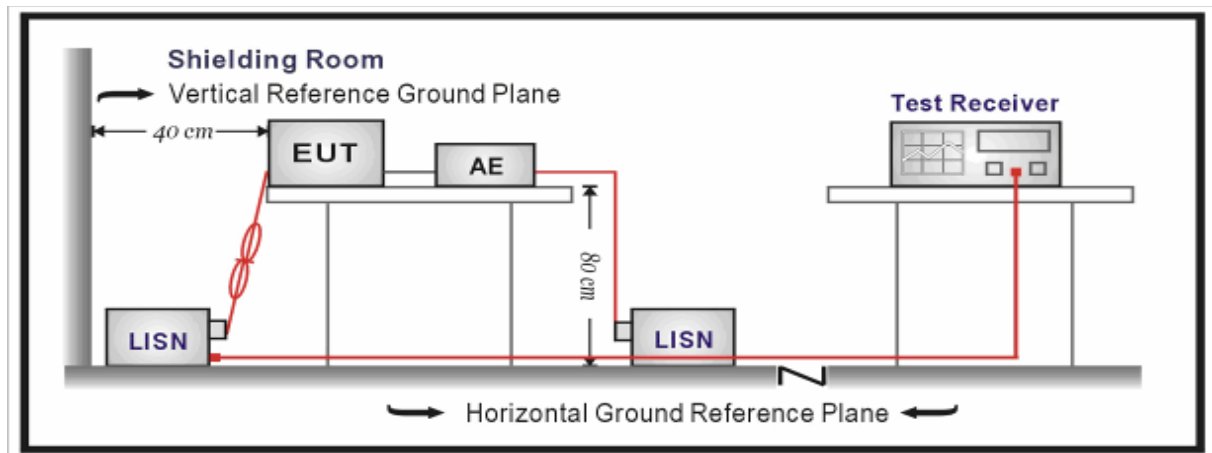 Shielding Room
Vertical Reference Ground Plane
40 cm
EUT
AE
Test Receiver
80 cm
LISN
LISN
Horizontal Ground Reference Plane